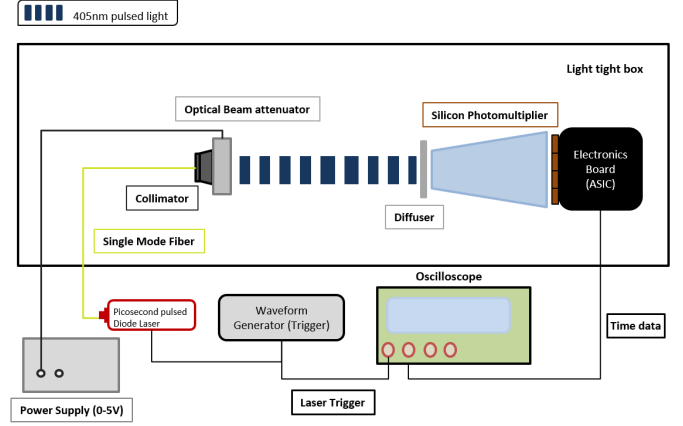 405nm pulsed light
Light tight box
Optical Beam attenuator
Silicon Photomultiplier
Electronics
Board
(ASIC)
Collimator
Diffuser
Single Mode Fiber
Oscilloscope
Picosecond pulsed
Diode Laser
Waveform
Generator (Trigger)
Time data
Laser Trigger
Power Supply (0-5V)